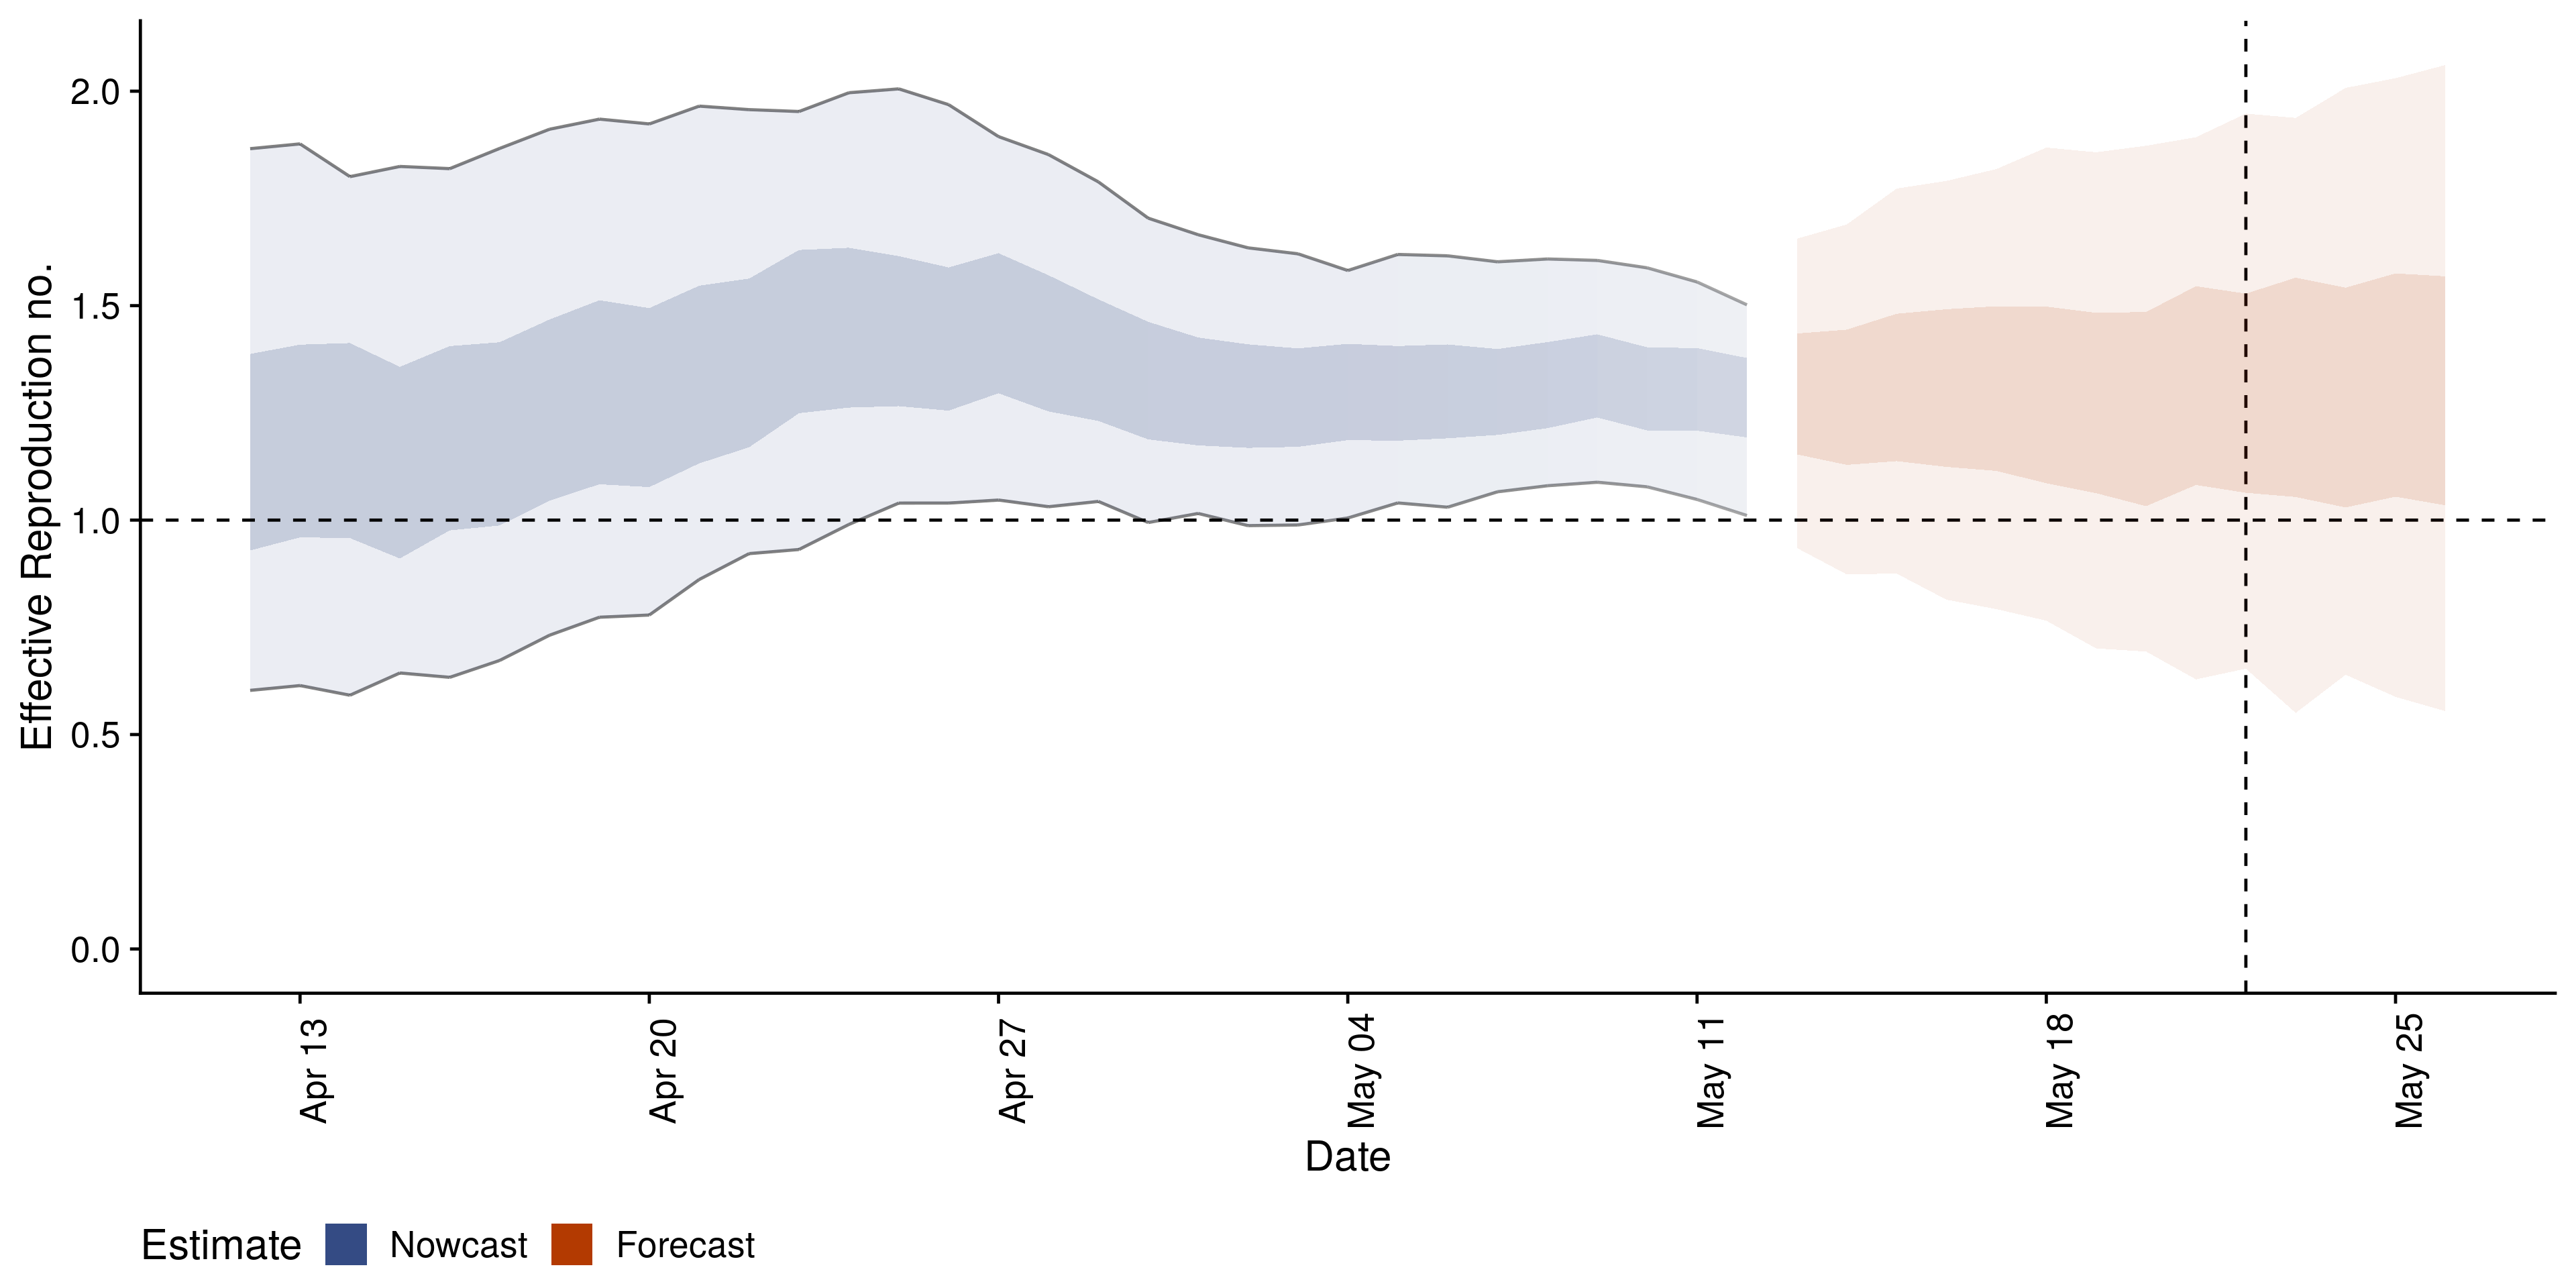 Effective Reproduction no.
2.0
1.5
1.0
0.5
0.0
Apr 13
Apr 20
Apr 27
May 04
May 11
May 18
May 25
Date
Estimate Nowcast Forecast